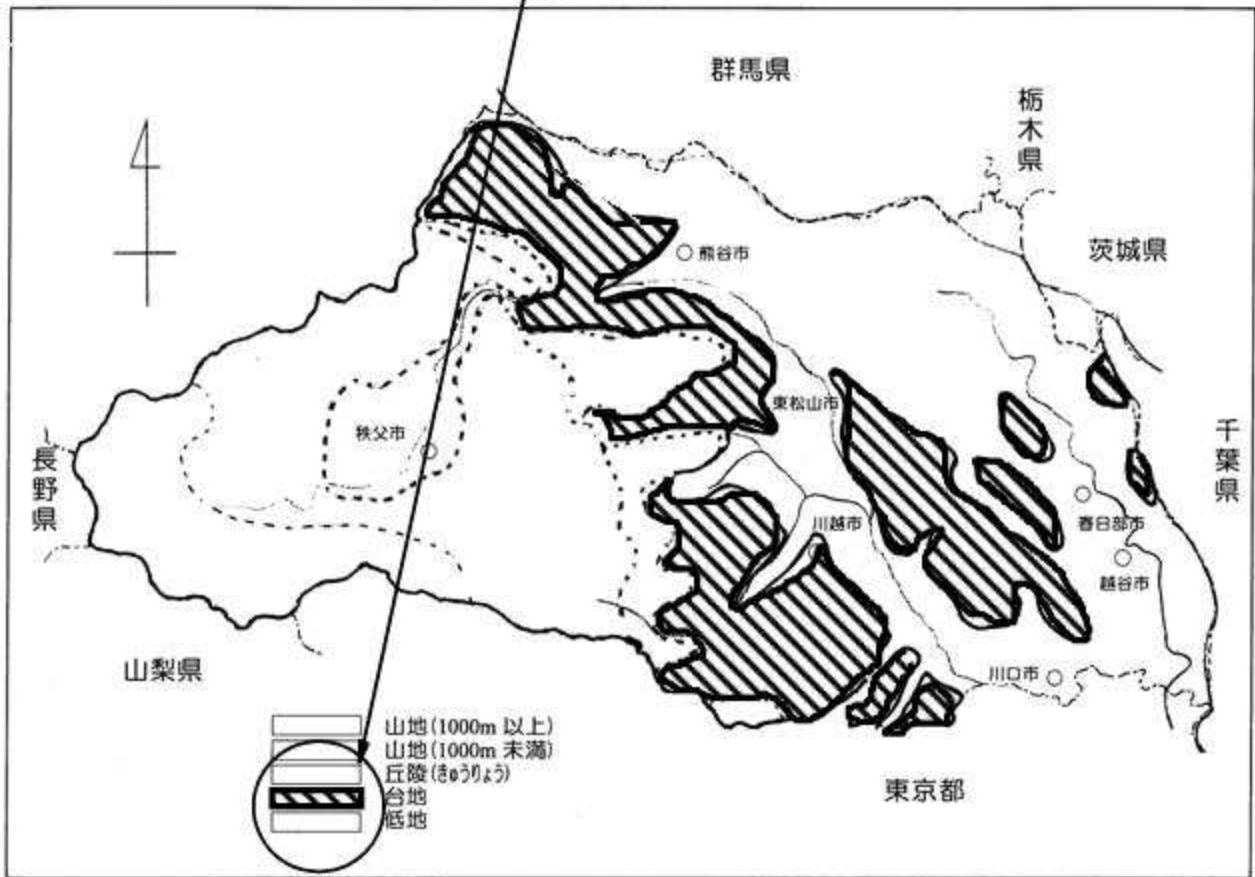 群馬県
栃木県
茨城県
熊谷市
東松山市
秩父市
長野県
千葉県
川越市
春日部市
越谷市
山梨県
川口市
山地(1000m 以上)
山地(1000m 未満)
丘陵(きゅうりょう)
台地
低地
東京都